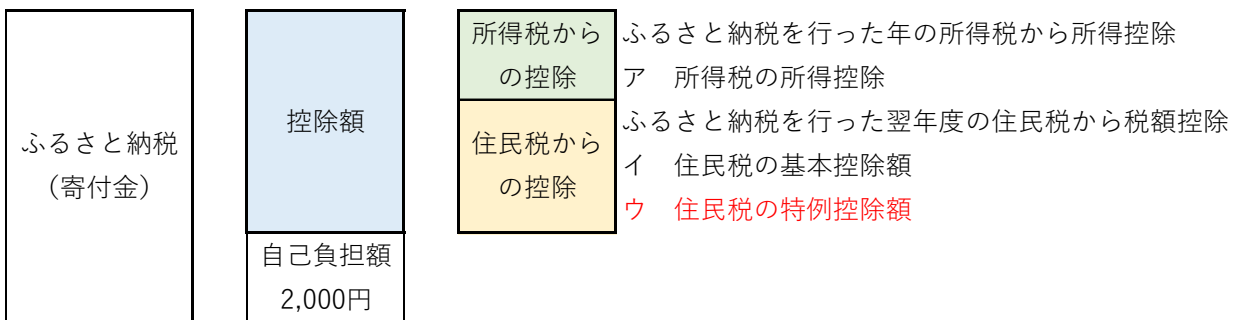 ふるさと納税
（寄付金）
控除額
自己負担額
2,000円
所得税から
の控除
住民税から
の控除
ふるさと納税を行った年の所得税から所得控除
ア　所得税の所得控除
ふるさと納税を行った翌年度の住民税から税額控除
イ　住民税の基本控除額
ウ　住民税の特例控除額